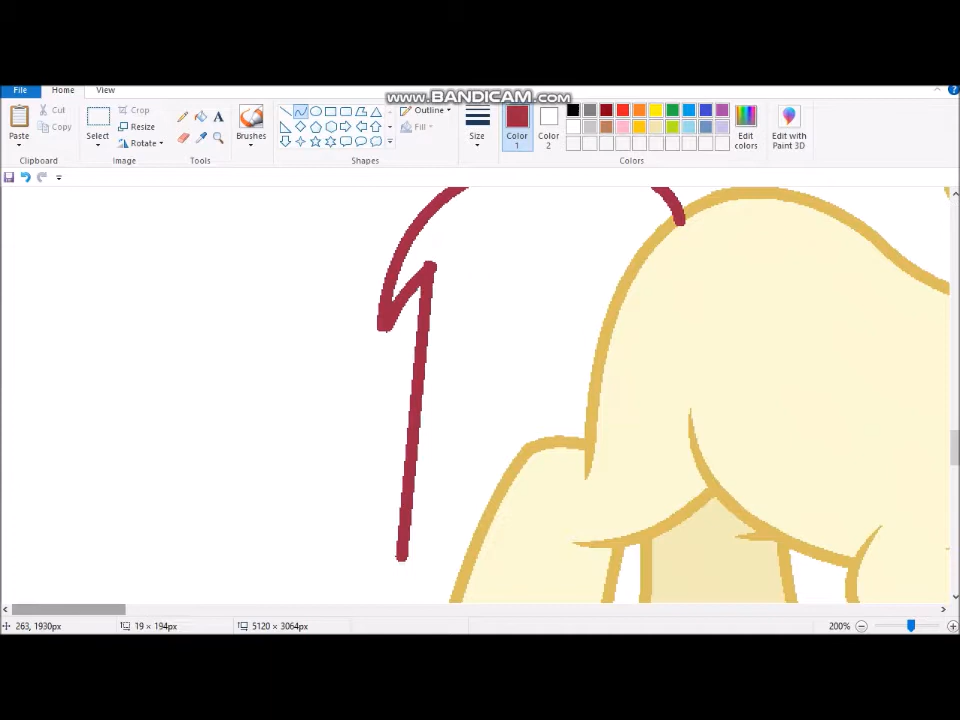 File Home View
www.BANDICAM.com
Paste
Cut
Copy
Clipboard
Select
Crop
Resize
Rotate
Image
A
Tools
Brushes
Outline
Fill
Shapes
Size
Color 1
Color 2
Edit colors
Colors
Edit with Paint 3D
263, 1930px 19 × 194px 5120 × 3064px 200%